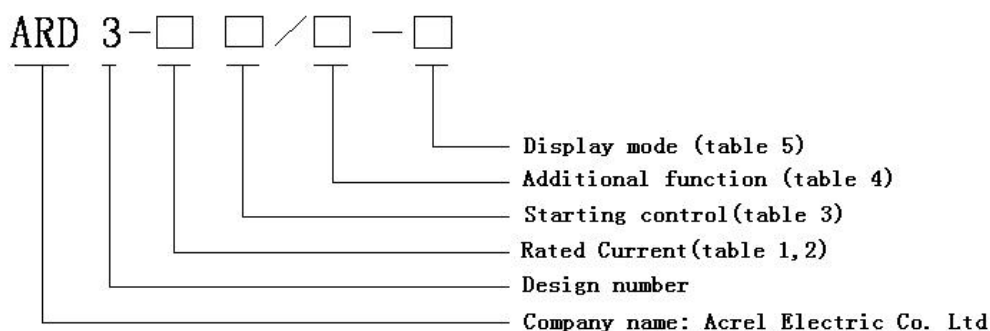 ARD 3-□ □/□ -□
Display mode (table 5)
Additional function (table 4)
Starting control(table 3)
Rated Current(table 1,2)
Design number
Company name: Acrel Electric Co. Ltd